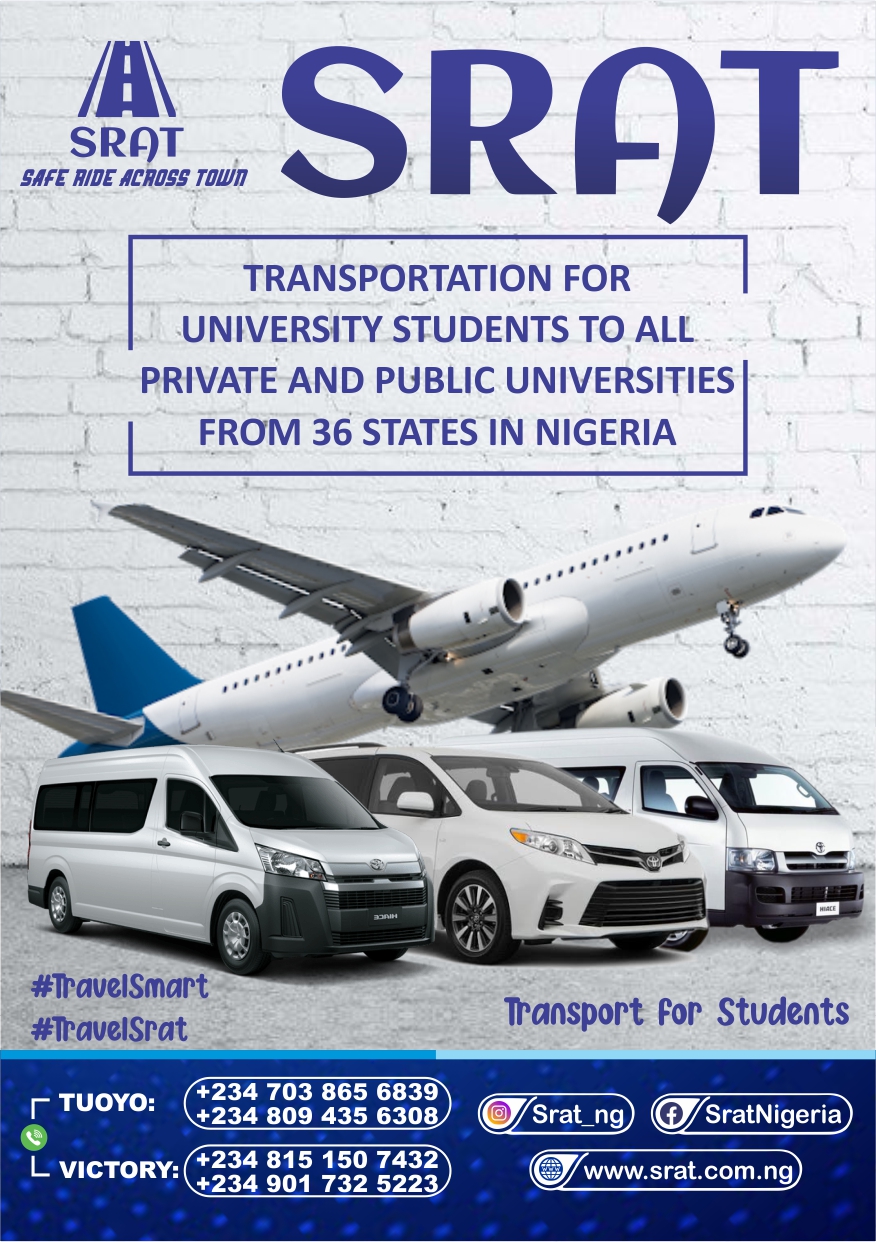 SRAT
SAFE RIDE ACROSS TOWN
SRAT
TRANSPORTATION FOR
UNIVERSITY STUDENTS TO ALL
PRIVATE AND PUBLIC UNIVERSITIES
FROM 36 STATES IN NIGERIA
HIACE
HIACE
#TravelSmart
#TravelSrat
Transport for Students
TUOYO:
+234 703 865 6839
+234 809 435 6308
VICTORY:
+234 815 150 7432
+234 901 732 5223
Srat_ng
SratNigeria
www.srat.com.ng